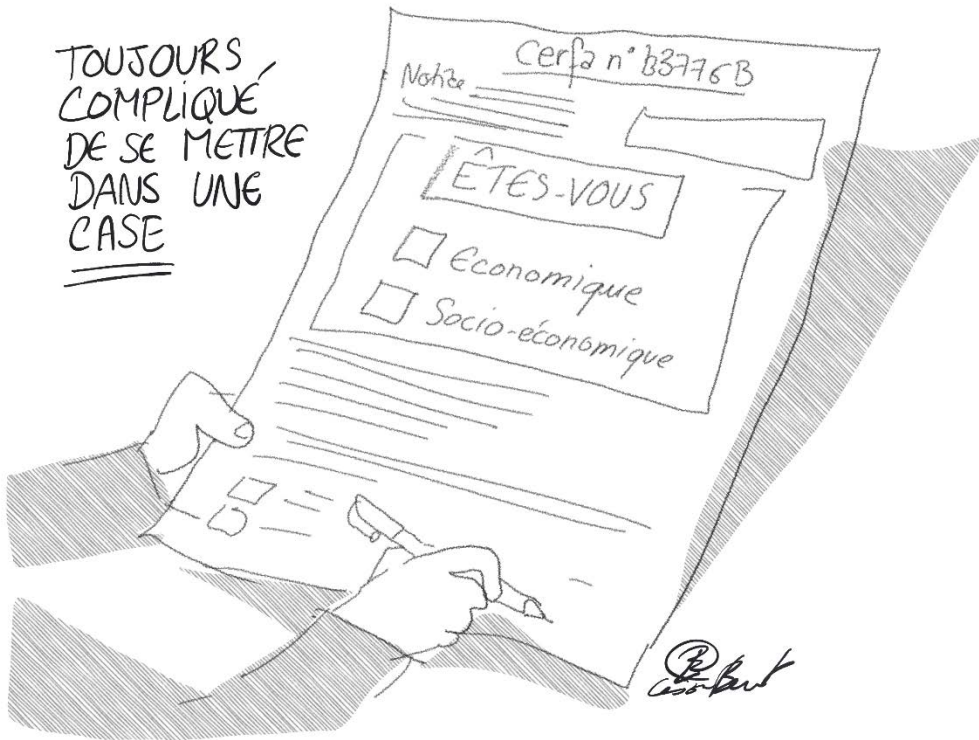 TOUJOURS
COMPLIQUÉ
DE SE METTRE
DANS UNE
CASE
Cerfa n° b3776B
Notice
ÊTES-VOUS
Economique
Socio-économique